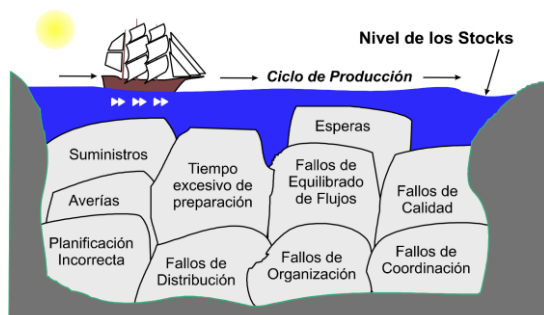 Nivel de los Stocks
Ciclo de Producción
Esperas
Suministros
Tiempo
excesivo de
preparación
Fallos de
Equilibrado
de Flujos
Averías
Fallos de
Calidad
Planificación
Incorrecta
Fallos de
Distribución
Fallos de
Organización
Fallos de
Coordinación